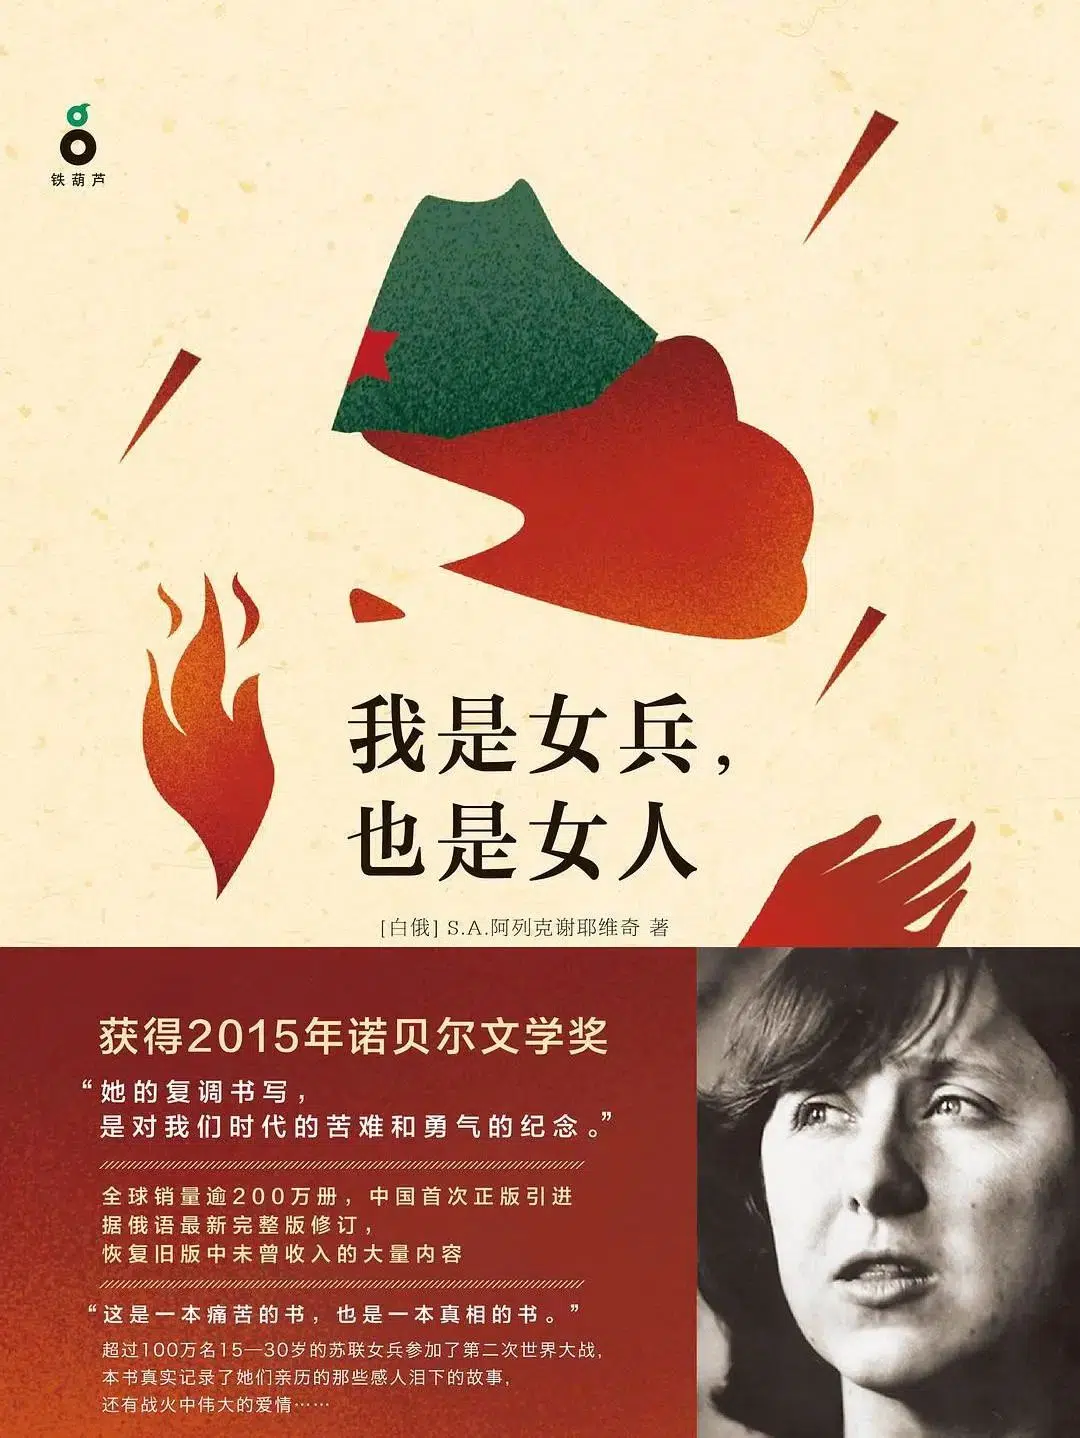 铁葫芦
我是女兵，
也是女人
[白俄] S.A.阿列克谢耶维奇 著
获得2015年诺贝尔文学奖
“她的复调书写，
是对我们时代的苦难和勇气的纪念。”
全球销量逾200万册，中国首次正版引进
据俄语最新完整版修订，
恢复旧版中未曾收入的大量内容
“这是一本痛苦的书，也是一本真相的书。”
超过100万名15—30岁的苏联女兵参加了第二次世界大战，
本书真实记录了她们亲历的那些感人泪下的故事，
还有战火中伟大的爱情……